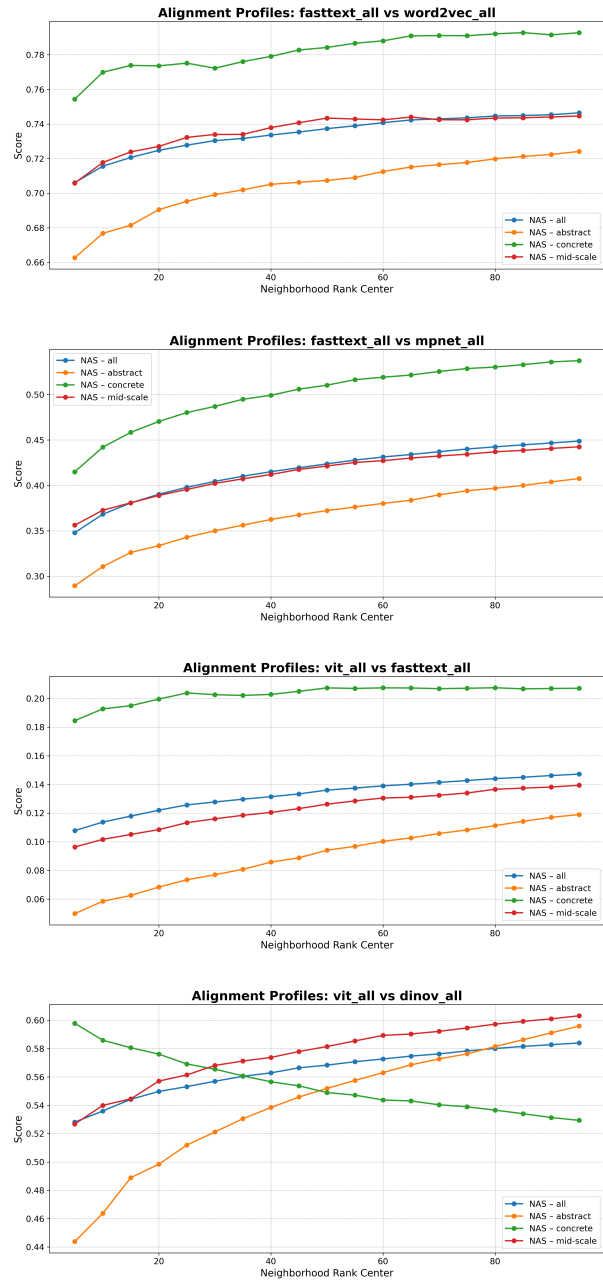 Alignment Profiles: fasttext_all vs word2vec_all
Score
0.78
0.76
0.74
0.72
0.70
0.68
0.66
20
40
60
80
Neighborhood Rank Center
NAS – all
NAS – abstract
NAS – concrete
NAS – mid-scale
Alignment Profiles: fasttext_all vs mpnet_all
Score
0.50
0.45
0.40
0.35
0.30
20
40
60
80
Neighborhood Rank Center
NAS – all
NAS – abstract
NAS – concrete
NAS – mid-scale
Alignment Profiles: vit_all vs fasttext_all
Score
0.20
0.18
0.16
0.14
0.12
0.10
0.08
0.06
20
40
60
80
Neighborhood Rank Center
NAS – all
NAS – abstract
NAS – concrete
NAS – mid-scale
Alignment Profiles: vit_all vs dinov_all
Score
0.60
0.58
0.56
0.54
0.52
0.50
0.48
0.46
0.44
20
40
60
80
Neighborhood Rank Center
NAS – all
NAS – abstract
NAS – concrete
NAS – mid-scale